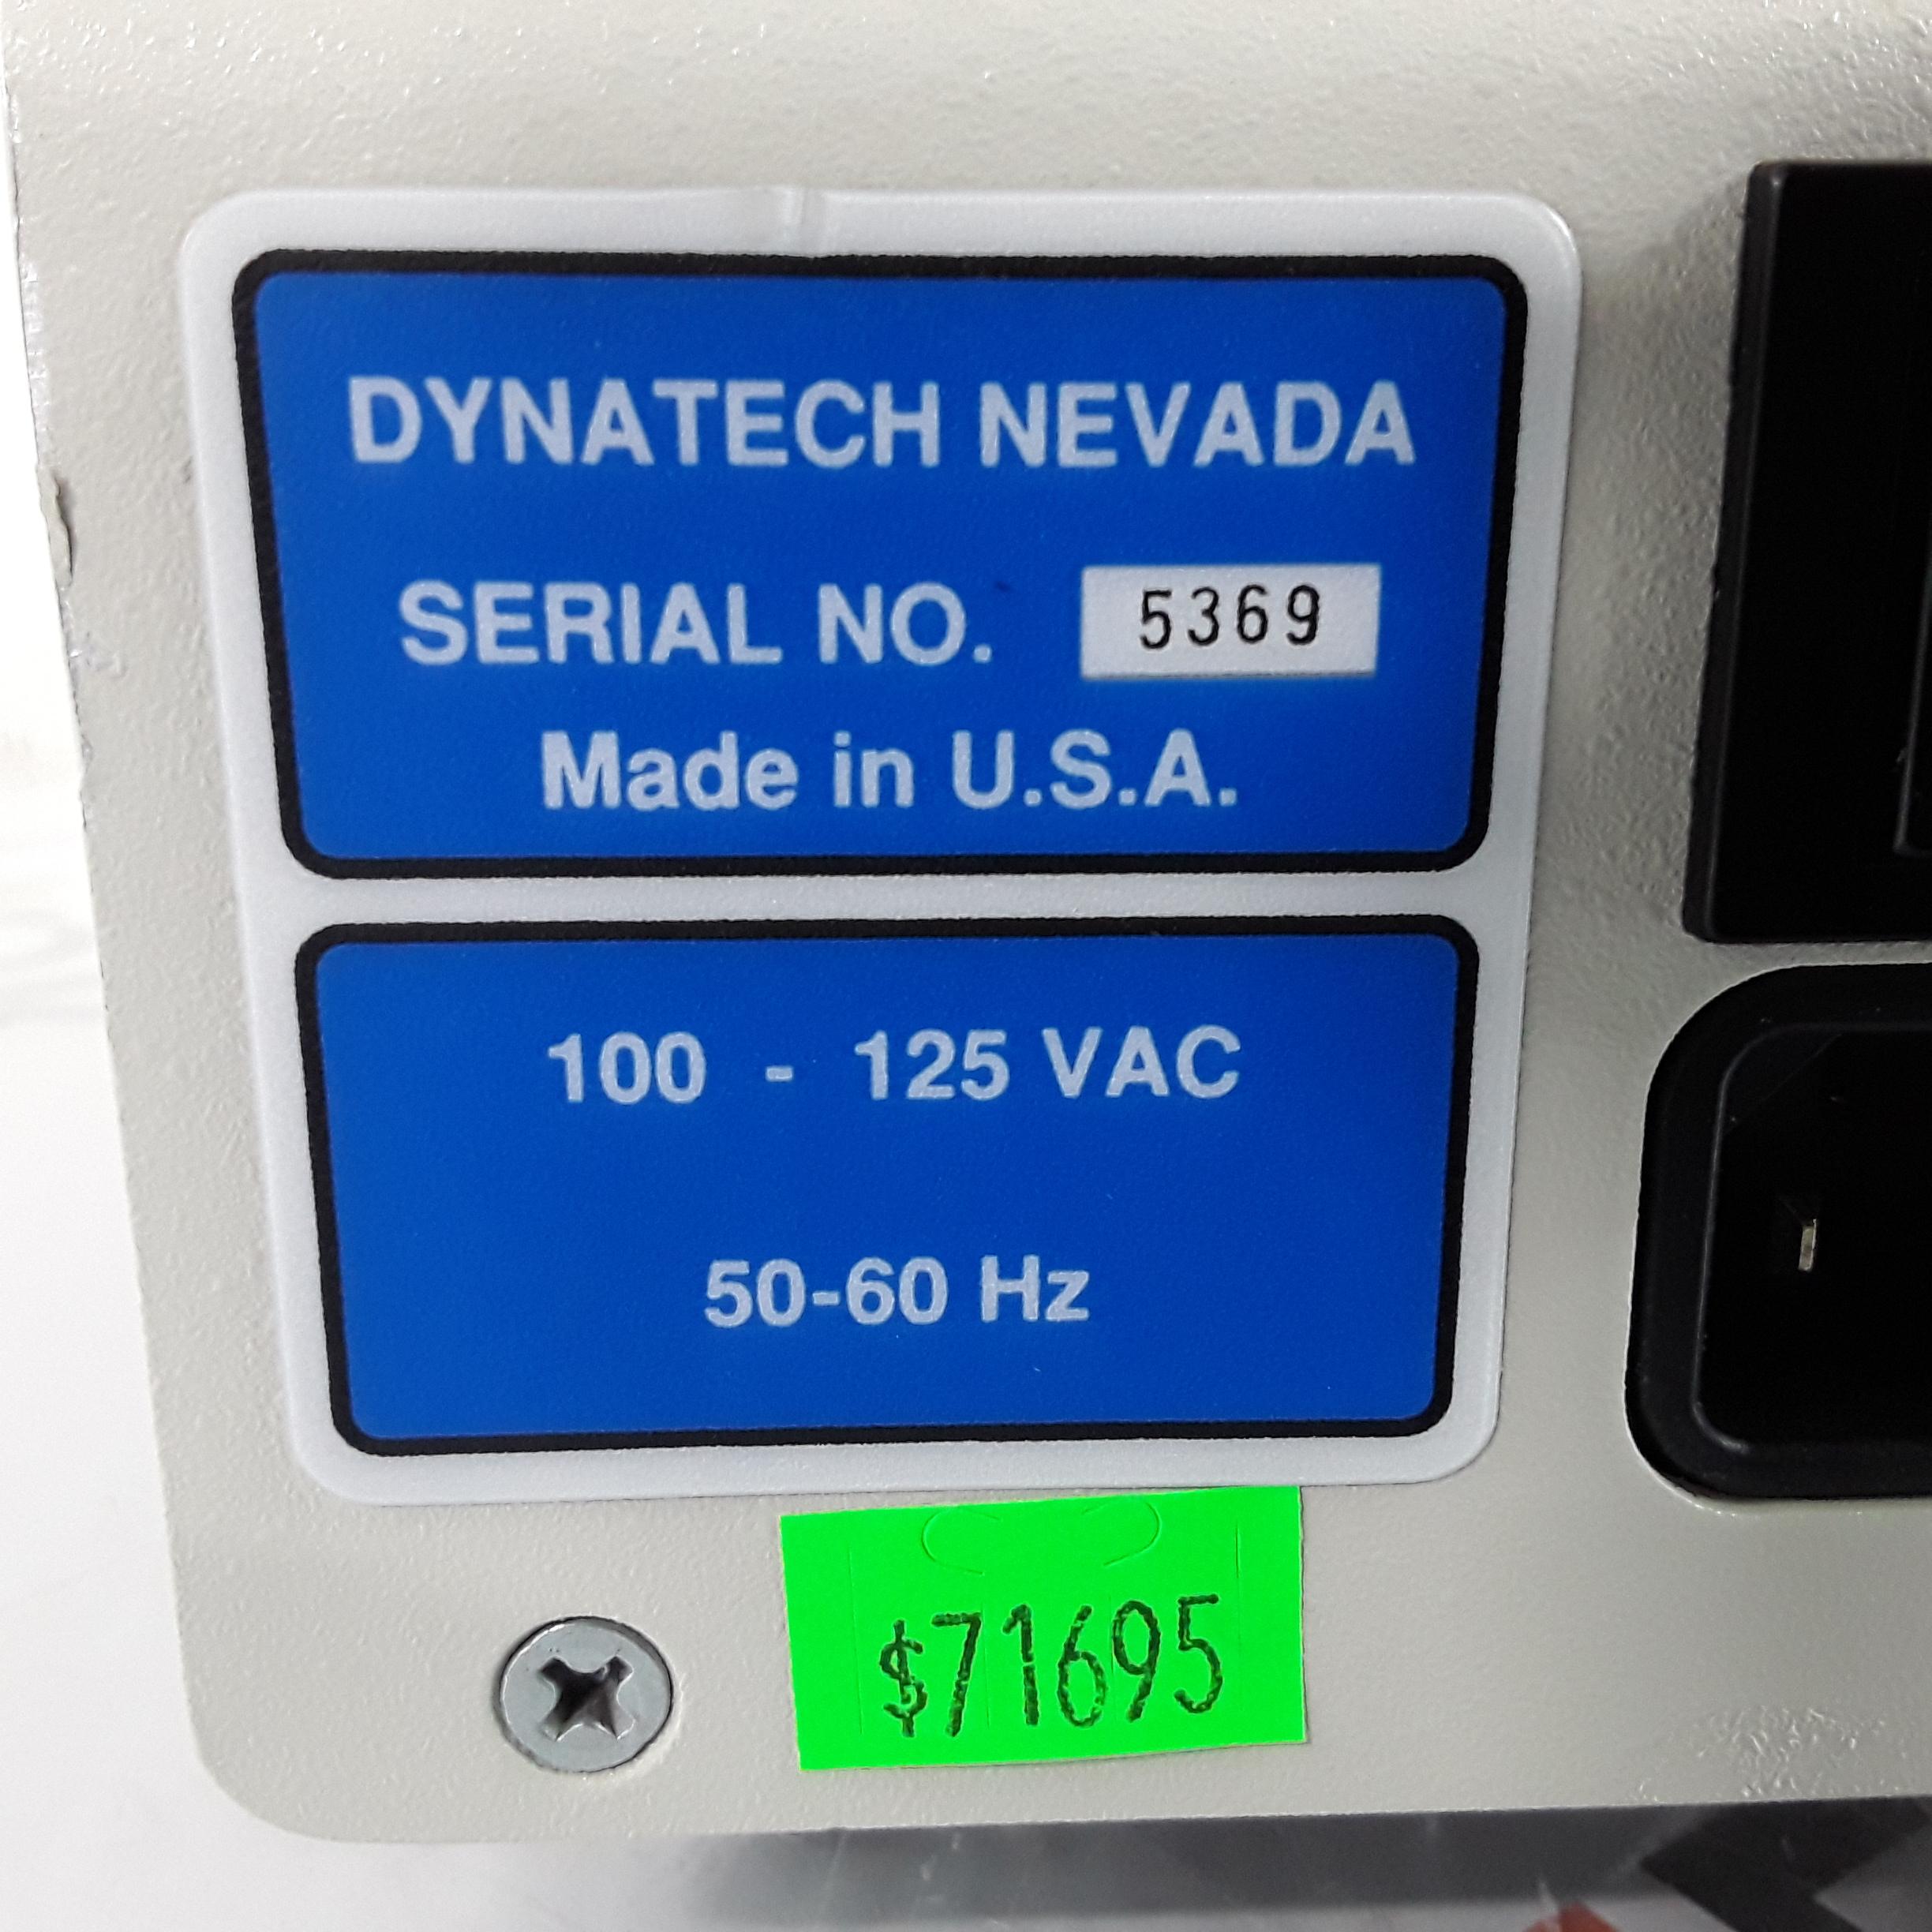 DYNATECH NEVADA
SERIAL NO. 5369
Made in U.S.A.
100 - 125 VAC
50-60 Hz
$71695